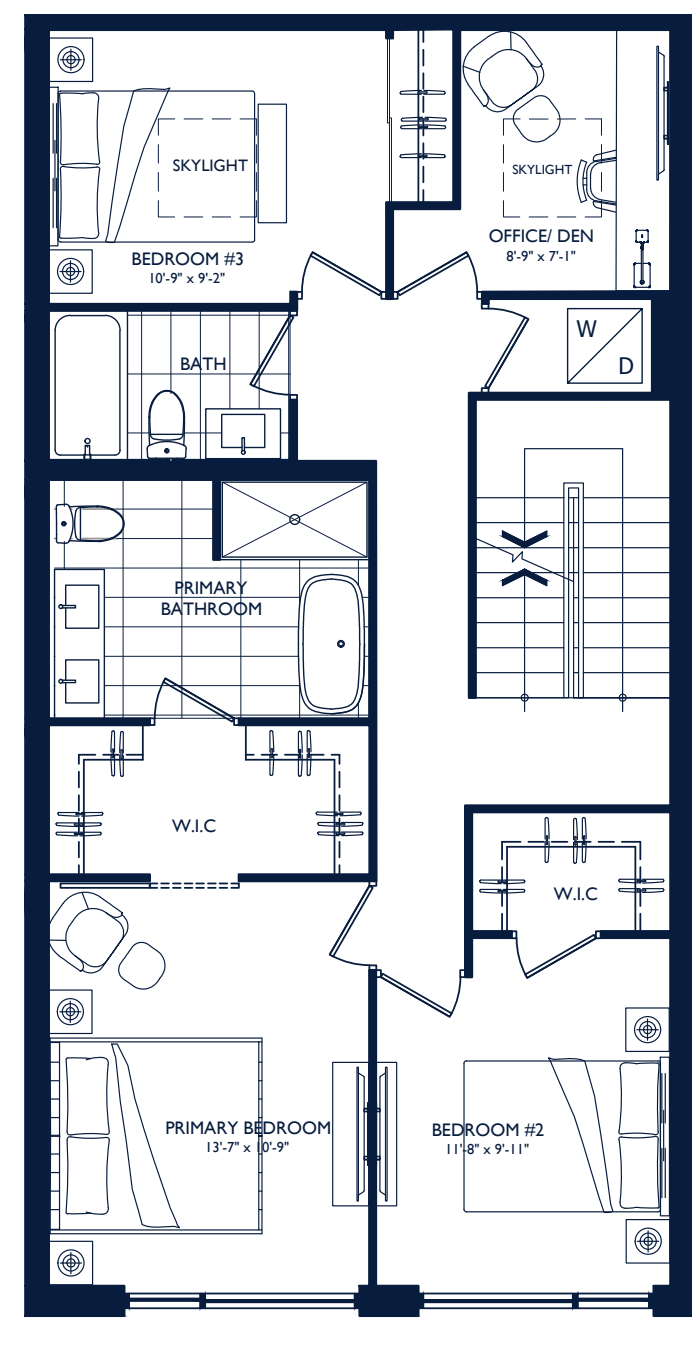 SKYLIGHT
SKYLIGHT
OFFICE/ DEN
8'-9" x 7'-1"
BEDROOM #3
10'-9" x 9'-2"
W
D
BATH
PRIMARY
BATHROOM
W.I.C
W.I.C
PRIMARY BEDROOM
13'-7" x 10'-9"
BEDROOM #2
11'-8" x 9'-11"